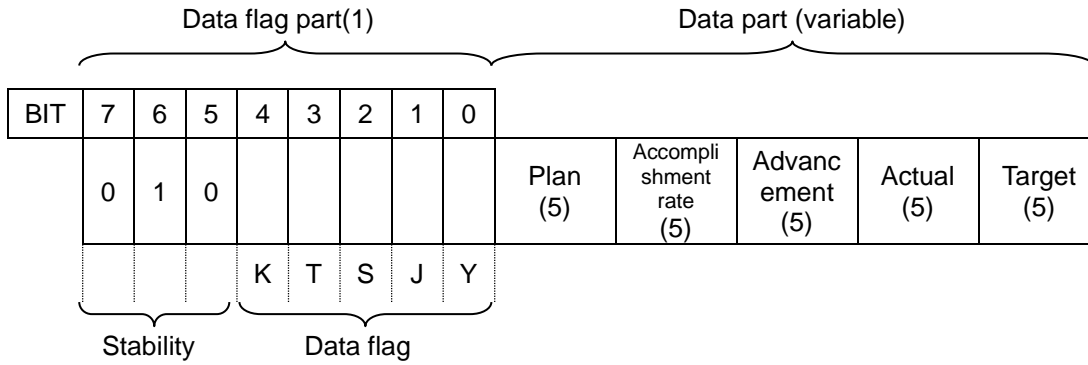 Data flag part(1) Data part (variable)
BIT 7 6 5 4 3 2 1 0
0 1 0
Plan
(5)
Accompli
shment
rate
(5)
Advanc
ement
(5)
Actual
(5)
Target
(5)
K T S J Y
Stability Data flag